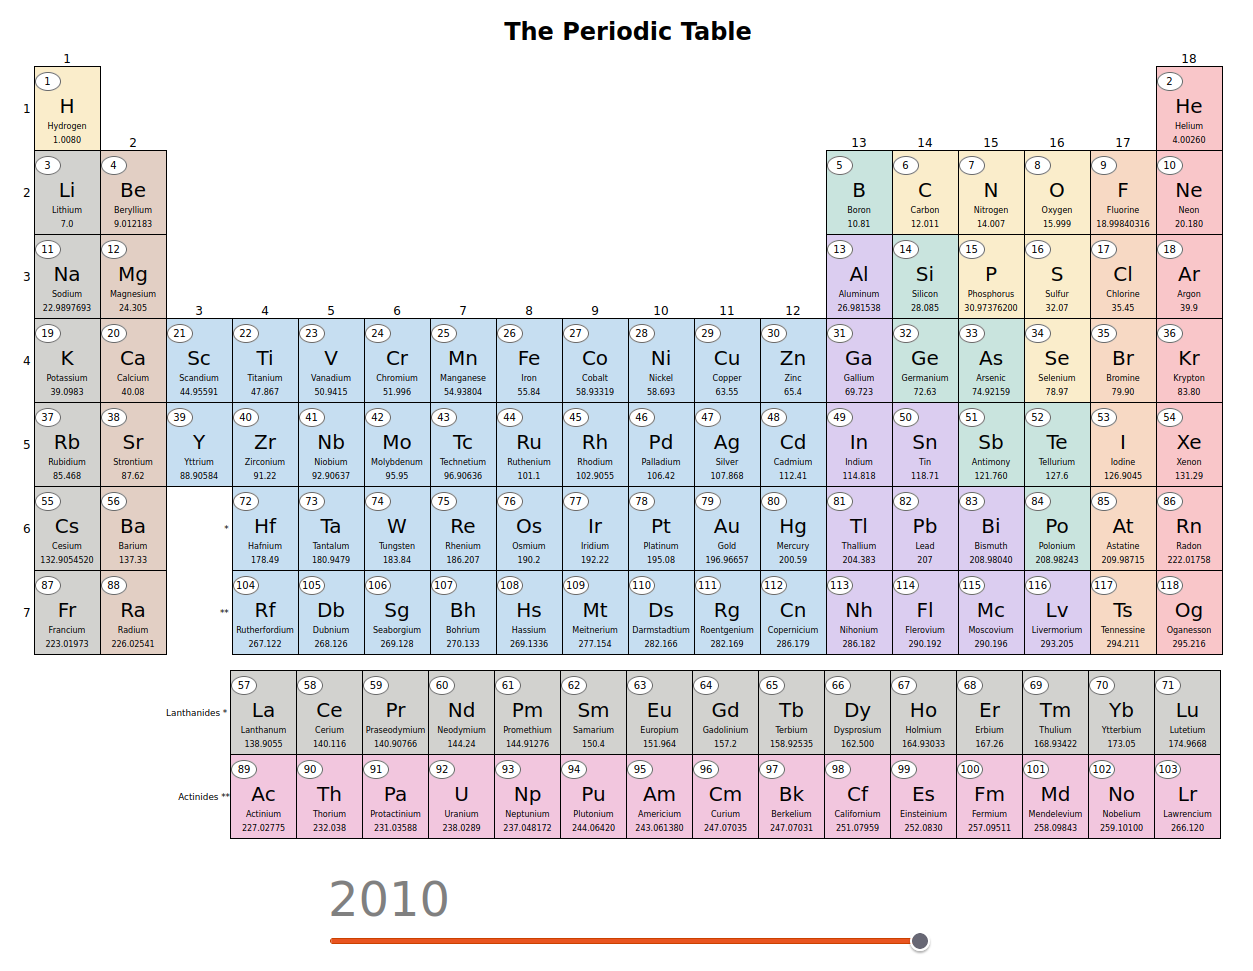 The Periodic Table
1 18
1 2
H He
1 Hydrogen Helium
1.0080 4.00260
2 13 14 15 16 17
3 4 5 6 7 8 9 10
2 Li Be B C N O F Ne
Lithium Beryllium Boron Carbon Nitrogen Oxygen Fluorine Neon
7.0 9.012183 10.81 12.011 14.007 15.999 18.99840316 20.180
11 12 13 14 15 16 17 18
3 Na Mg Al Si P S Cl Ar
Sodium Magnesium Aluminum Silicon Phosphorus Sulfur Chlorine Argon
22.9897693 24.305 26.981538 28.085 30.97376200 32.07 35.45 39.9
3 4 5 6 7 8 9 10 11 12
19 20 21 22 23 24 25 26 27 28 29 30 31 32 33 34 35 36
4 K Ca Sc Ti V Cr Mn Fe Co Ni Cu Zn Ga Ge As Se Br Kr
Potassium Calcium Scandium Titanium Vanadium Chromium Manganese Iron Cobalt Nickel Copper Zinc Gallium Germanium Arsenic Selenium Bromine Krypton
39.0983 40.08 44.95591 47.867 50.9415 51.996 54.93804 55.84 58.93319 58.693 63.55 65.4 69.723 72.63 74.92159 78.97 79.90 83.80
37 38 39 40 41 42 43 44 45 46 47 48 49 50 51 52 53 54
5 Rb Sr Y Zr Nb Mo Tc Ru Rh Pd Ag Cd In Sn Sb Te I Xe
Rubidium Strontium Yttrium Zirconium Niobium Molybdenum Technetium Ruthenium Rhodium Palladium Silver Cadmium Indium Tin Antimony Tellurium Iodine Xenon
85.468 87.62 88.90584 91.22 92.90637 95.95 96.90636 101.1 102.9055 106.42 107.868 112.41 114.818 118.71 121.760 127.6 126.9045 131.29
55 56 72 73 74 75 76 77 78 79 80 81 82 83 84 85 86
6 Cs Ba * Hf Ta W Re Os Ir Pt Au Hg Tl Pb Bi Po At Rn
Cesium Barium Hafnium Tantalum Tungsten Rhenium Osmium Iridium Platinum Gold Mercury Thallium Lead Bismuth Polonium Astatine Radon
132.9054520 137.33 178.49 180.9479 183.84 186.207 190.2 192.22 195.08 196.96657 200.59 204.383 207 208.98040 208.98243 209.98715 222.01758
87 88 104 105 106 107 108 109 110 111 112 113 114 115 116 117 118
7 Fr Ra ** Rf Db Sg Bh Hs Mt Ds Rg Cn Nh Fl Mc Lv Ts Og
Francium Radium Rutherfordium Dubnium Seaborgium Bohrium Hassium Meitnerium Darmstadtium Roentgenium Copernicium Nihonium Flerovium Moscovium Livermorium Tennessine Oganesson
223.01973 226.02541 267.122 268.126 269.128 270.133 269.1336 277.154 282.166 282.169 286.179 286.182 290.192 290.196 293.205 294.211 295.216
57 58 59 60 61 62 63 64 65 66 67 68 69 70 71
Lanthanides * La Ce Pr Nd Pm Sm Eu Gd Tb Dy Ho Er Tm Yb Lu
Lanthanum Cerium Praseodymium Neodymium Promethium Samarium Europium Gadolinium Terbium Dysprosium Holmium Erbium Thulium Ytterbium Lutetium
138.9055 140.116 140.90766 144.24 144.91276 150.4 151.964 157.2 158.92535 162.500 164.93033 167.26 168.93422 173.05 174.9668
89 90 91 92 93 94 95 96 97 98 99 100 101 102 103
Actinides ** Ac Th Pa U Np Pu Am Cm Bk Cf Es Fm Md No Lr
Actinium Thorium Protactinium Uranium Neptunium Plutonium Americium Curium Berkelium Californium Einsteinium Fermium Mendelevium Nobelium Lawrencium
227.02775 232.038 231.03588 238.0289 237.048172 244.06420 243.061380 247.07035 247.07031 251.07959 252.0830 257.09511 258.09843 259.10100 266.120
2010